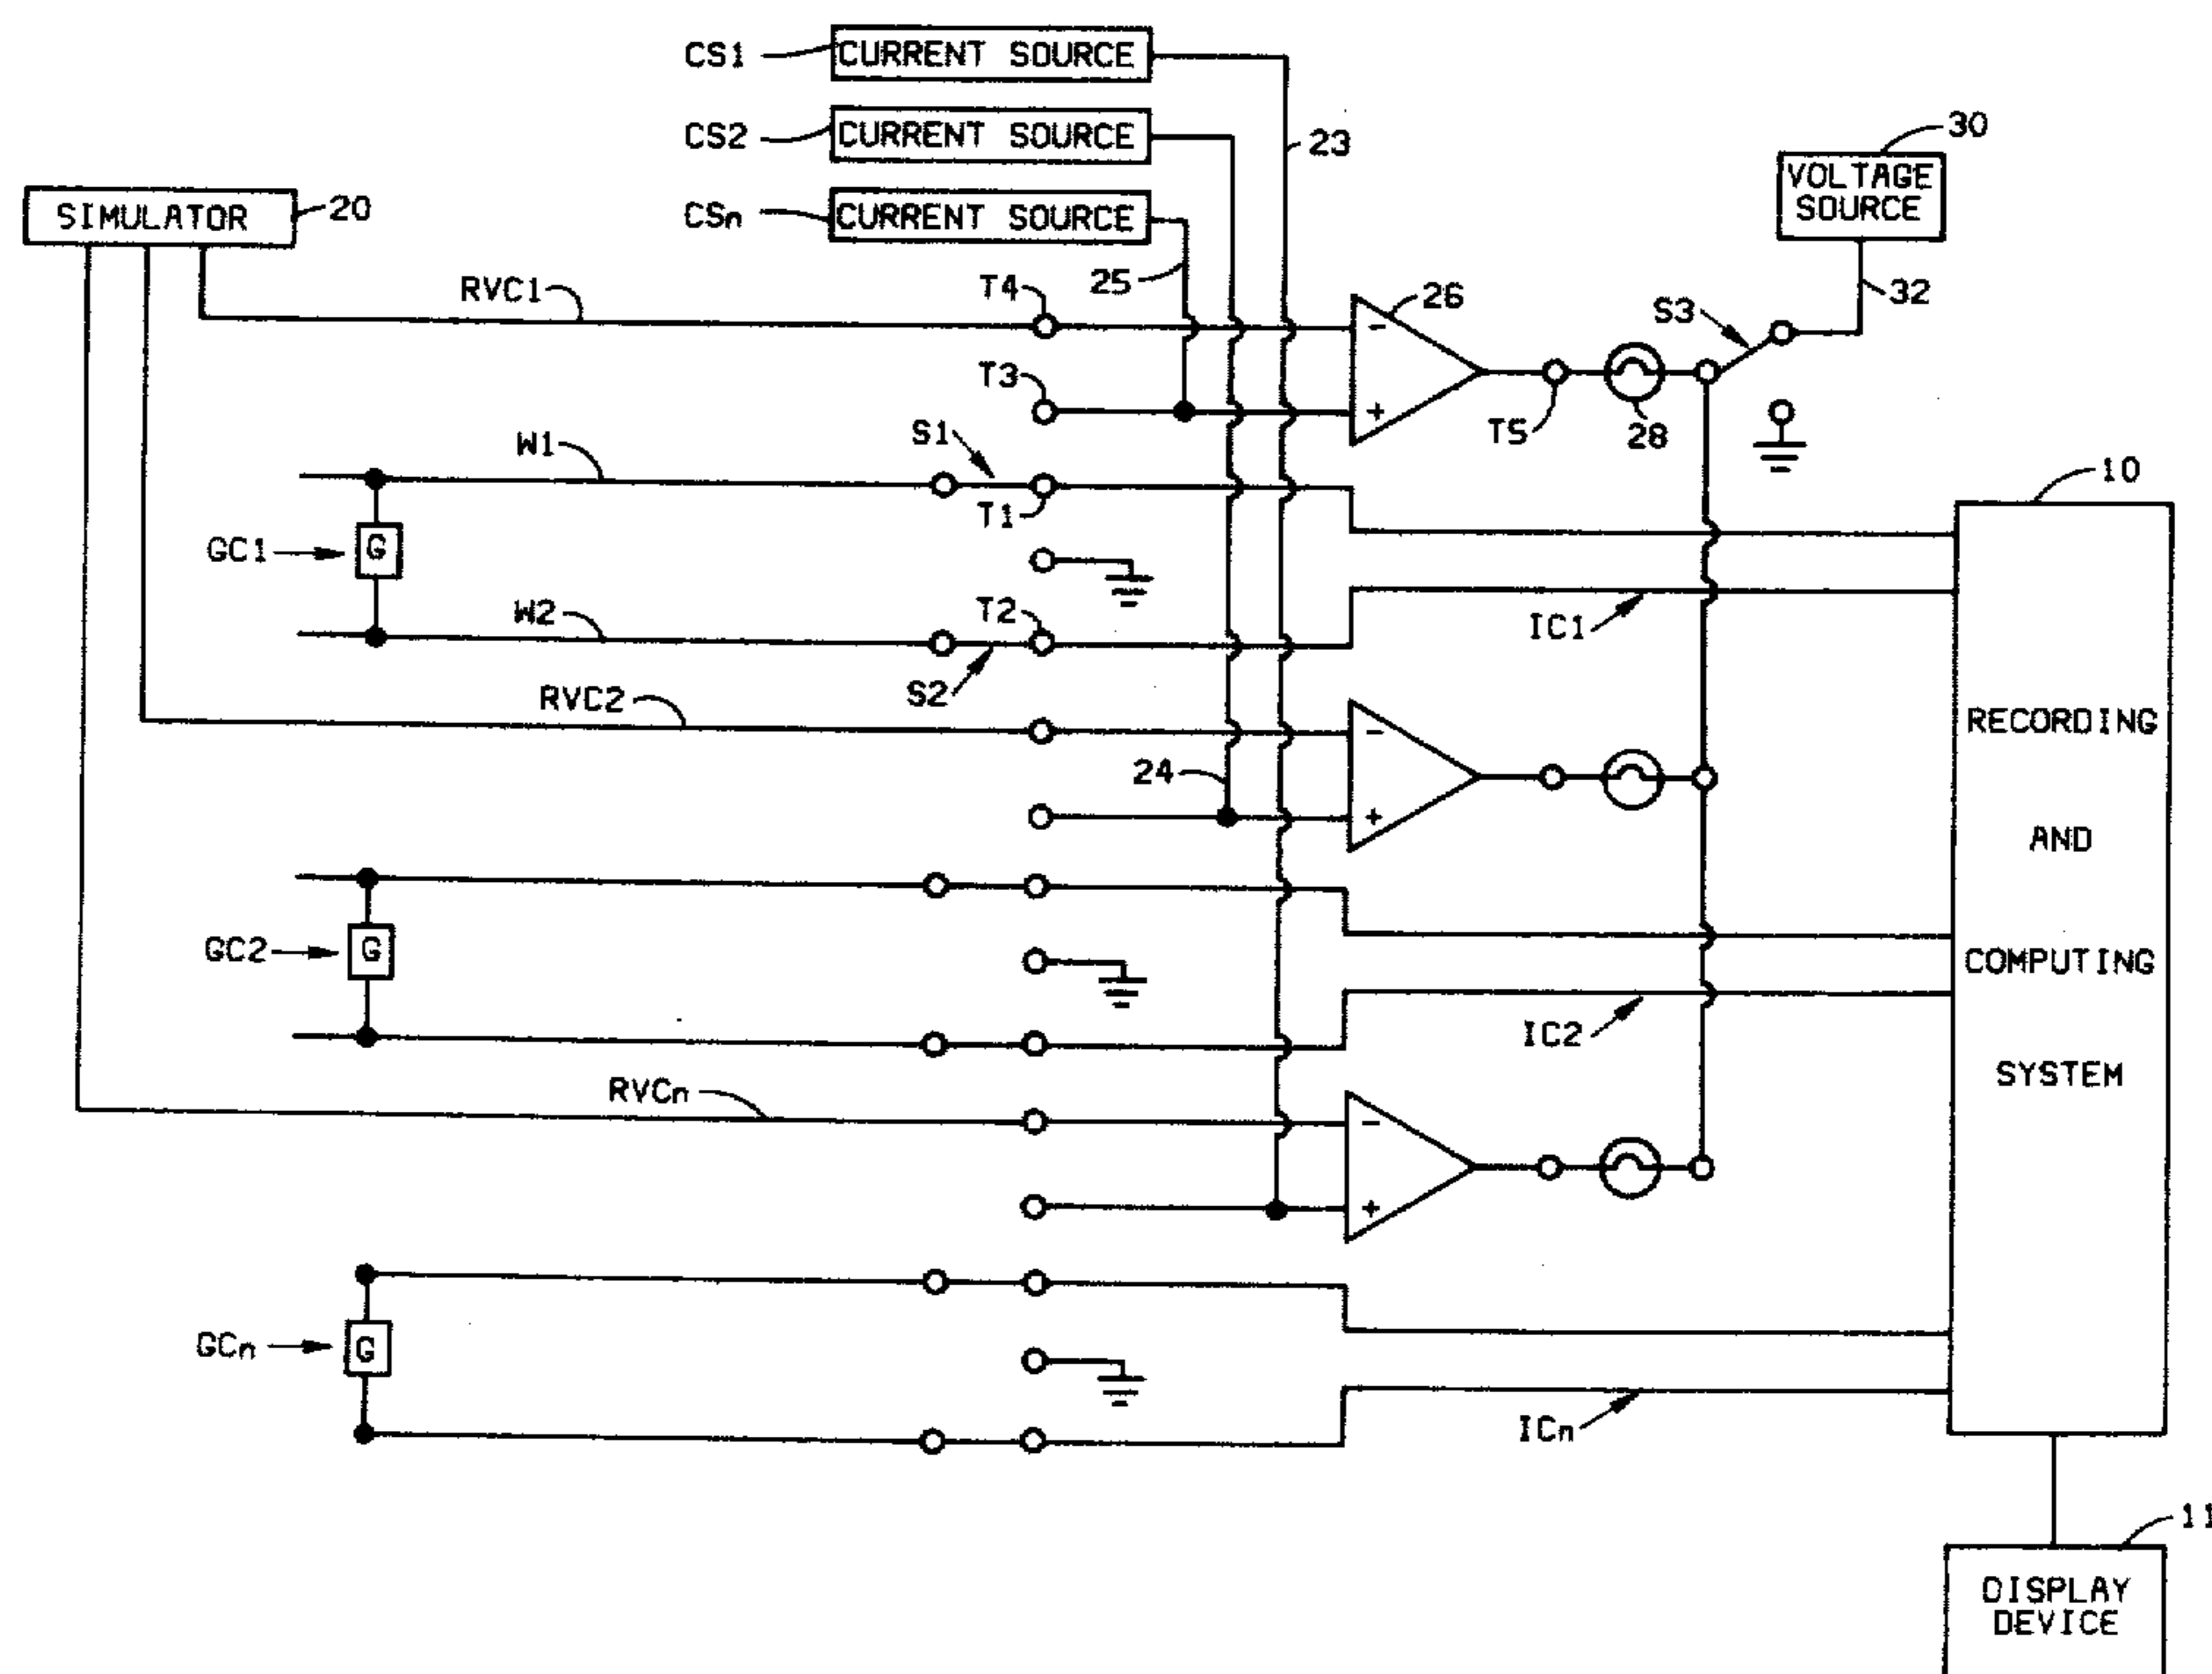 CS1
CURRENT SOURCE
CS2
CURRENT SOURCE
23
30
VOLTAGE
SOURCE
SIMULATOR
20
CSn
CURRENT SOURCE
25
RVC1
T4
-
26
S3
32
T3
+
T5
28
W1
S1
T1
10
GC1
G
W2
T2
S2
IC1
RVC2
-
24
+
RECORDING
AND
COMPUTING
SYSTEM
GC2
G
IC2
RVCn
-
+
GCn
G
ICn
11
DISPLAY
DEVICE